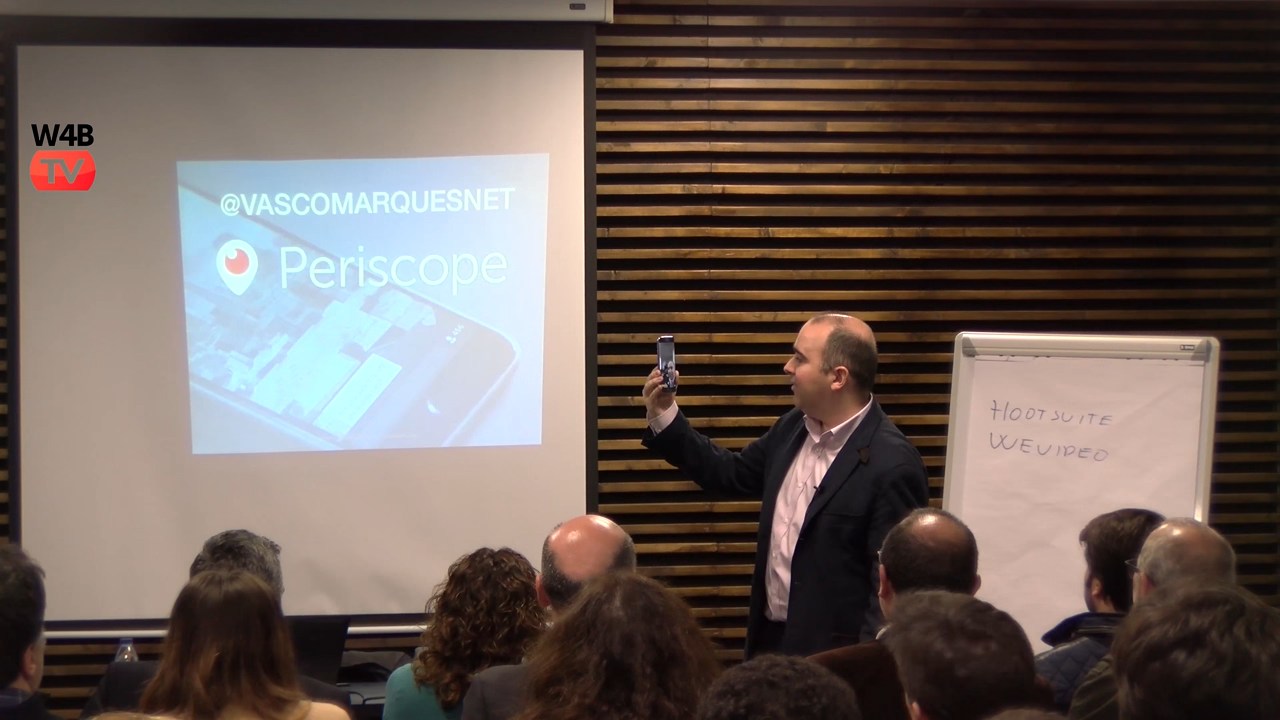 W4B
TV
@VASCOMARQUESNET
Periscope
HOOTSUITE
WEVIDEO